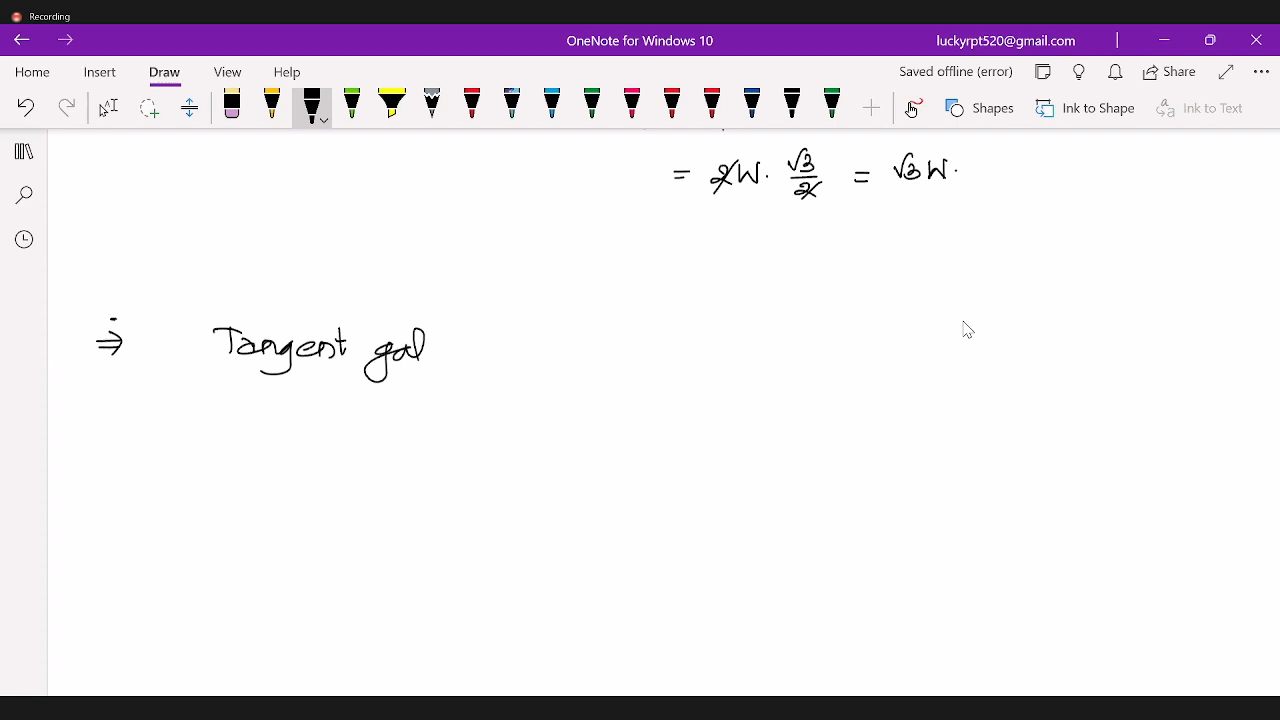 Recording
OneNote for Windows 10
luckyrpt520@gmail.com
Home Insert Draw View Help
Saved offline (error)
Share
Shapes
Ink to Shape
Ink to Text
= 2W · √3/2 = √3 W ·
⇒ Tangent gal